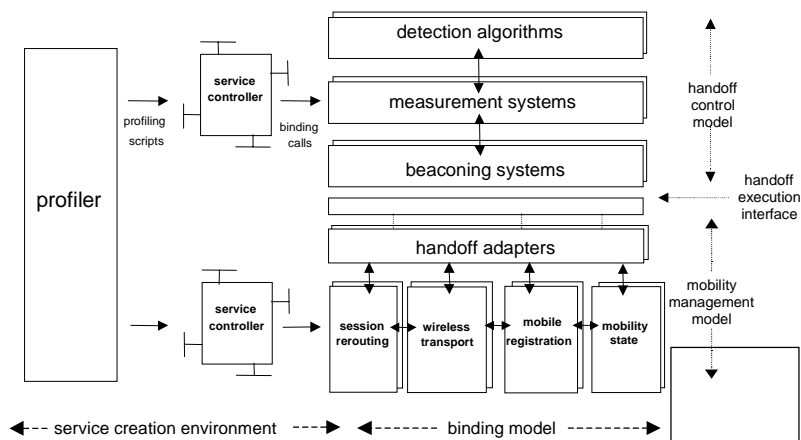 detection algorithms
service
controller
measurement systems
handoff
control
model
profiling
scripts
binding
calls
beaconing systems
profiler
handoff
execution
interface
handoff adapters
mobility
management
model
service
controller
session
rerouting
wireless
transport
mobile
registration
mobility
state
service creation environment
binding model